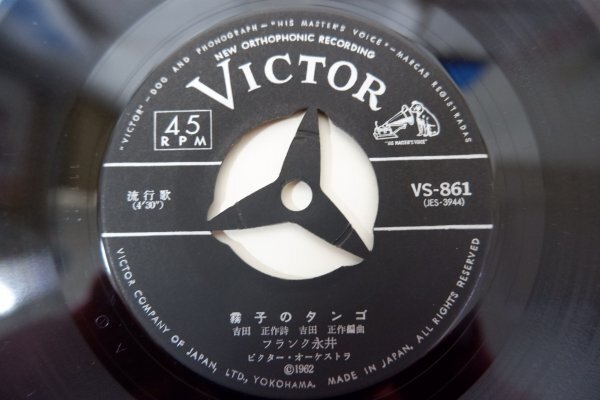 "VICTOR"-DOG AND PHONOGRAPH-"HIS MASTER'S VOICE"-MARCAS REGISTRADAS
NEW ORTHOPHONIC RECORDING
VICTOR
45
RPM
"HIS MASTER'S VOICE"
流行歌
(4'30")
VS-861
(JES-3944)
霧子のタンゴ
吉田 正作詩 吉田 正作編曲
フランク永井
ビクター・オーケストラ
©1962
VICTOR COMPANY OF JAPAN, LTD., YOKOHAMA. MADE IN JAPAN, ALL RIGHTS RESERVED
V